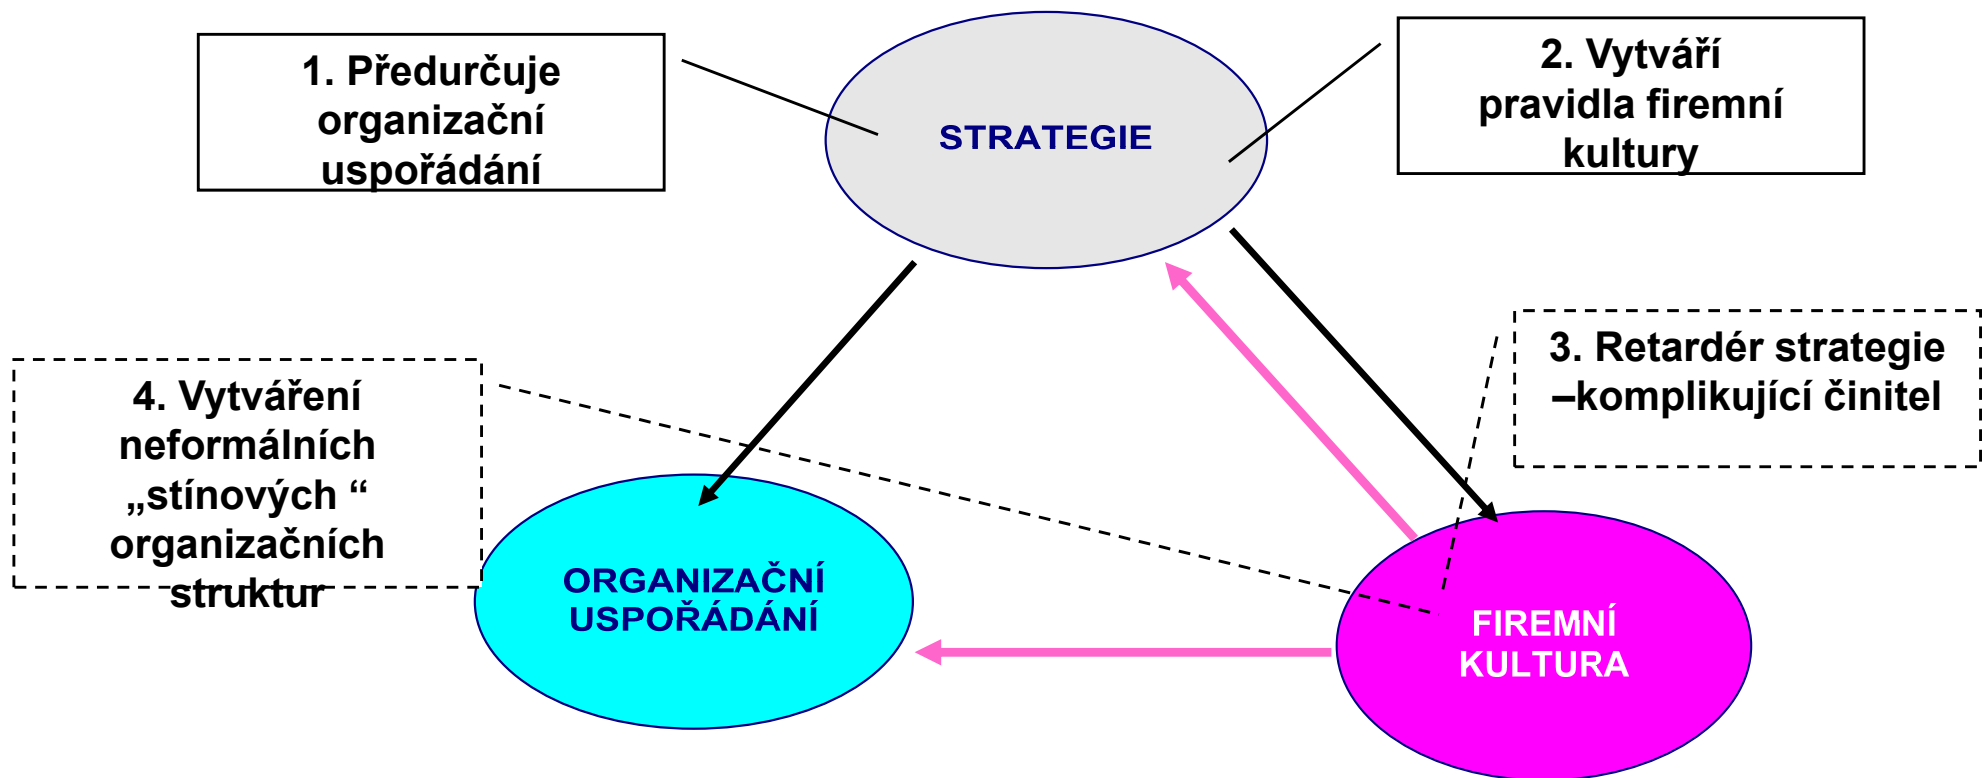 1. Předurčuje
organizační
uspořádání
STRATEGIE
2. Vytváří
pravidla firemní
kultury
3. Retardér strategie
–komplikující činitel
4. Vytváření
neformálních
„stínových “
organizačních
struktur
ORGANIZAČNÍ
USPOŘÁDÁNÍ
FIREMNÍ
KULTURA